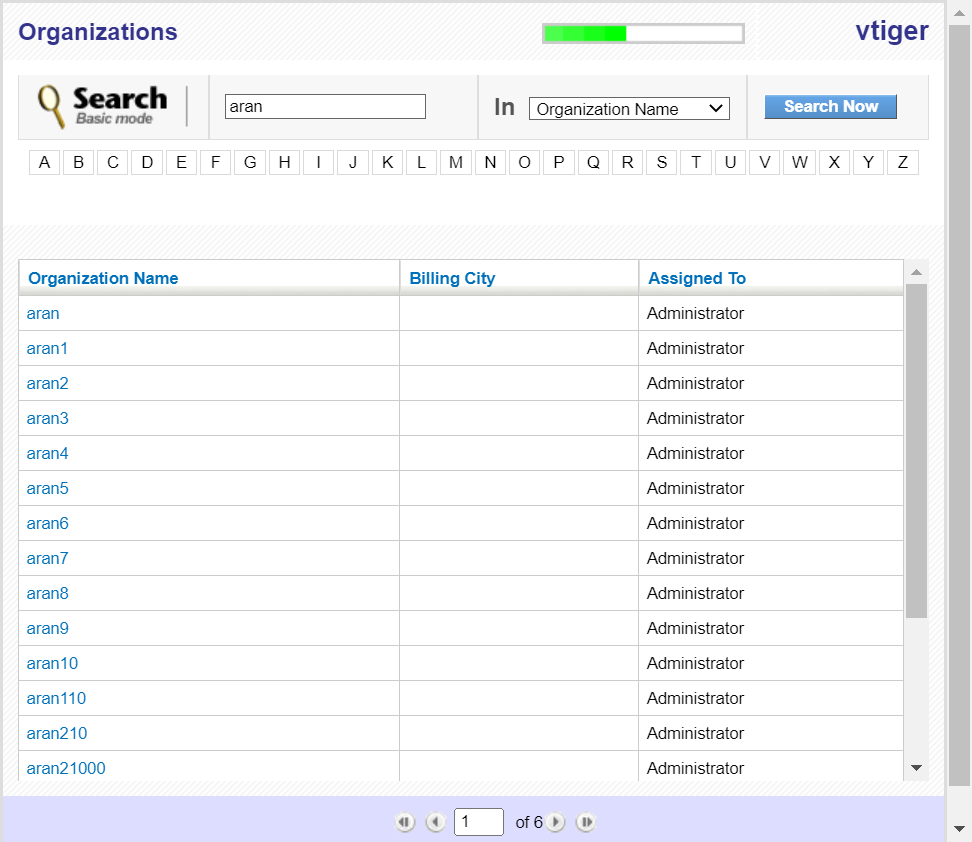 Organizations
vtiger
Search
Basic mode
aran
In
Organization Name
Search Now
A B C D E F G H I J K L M N O P Q R S T U V W X Y Z
Organization Name Billing City Assigned To
aran Administrator
aran1 Administrator
aran2 Administrator
aran3 Administrator
aran4 Administrator
aran5 Administrator
aran6 Administrator
aran7 Administrator
aran8 Administrator
aran9 Administrator
aran10 Administrator
aran110 Administrator
aran210 Administrator
aran21000 Administrator
1 of 6